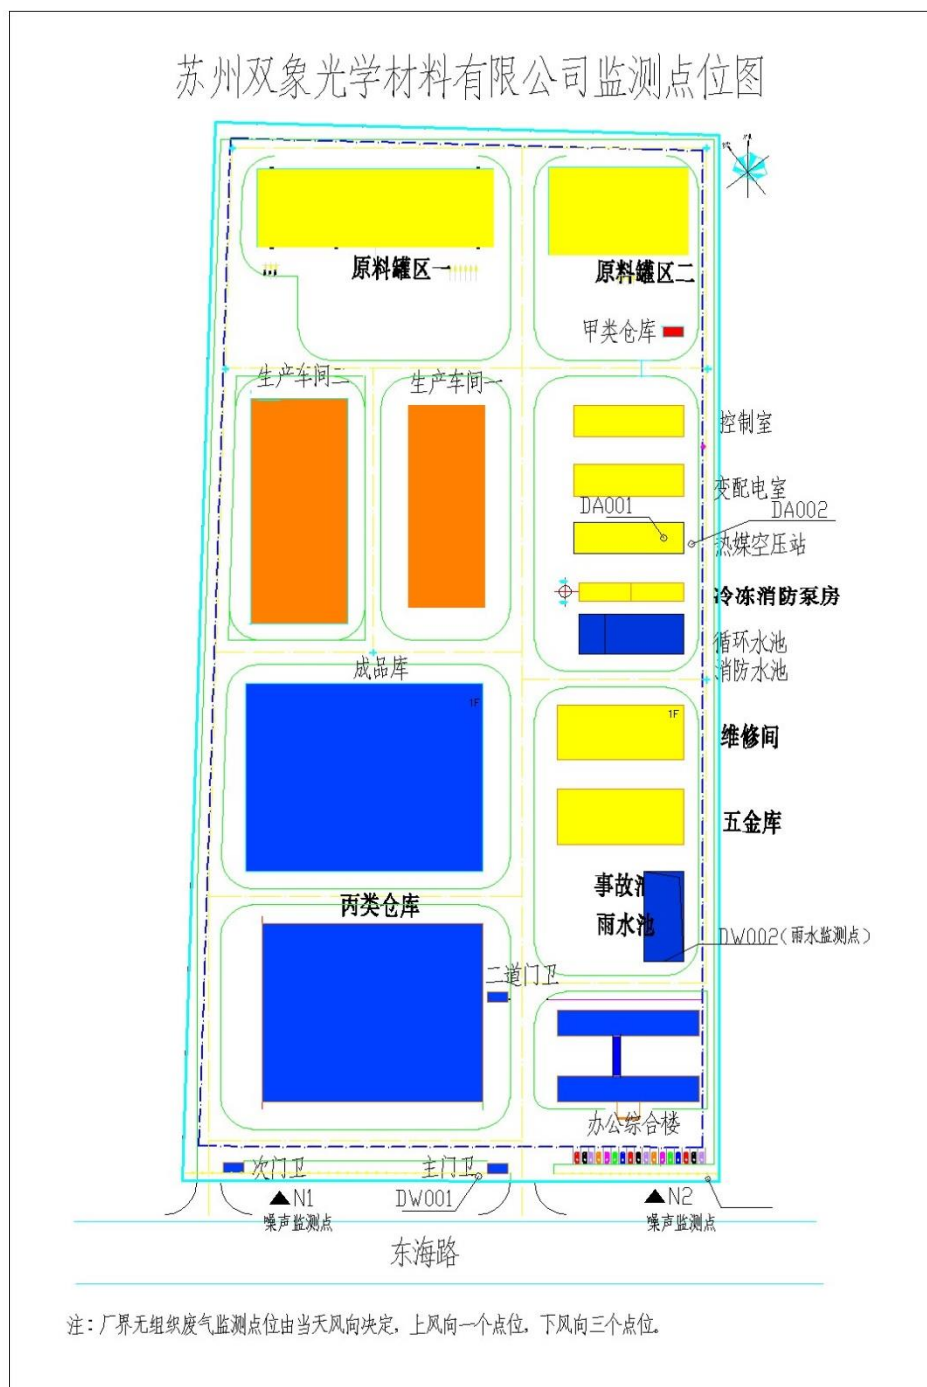 苏州双象光学材料有限公司监测点位图
原料罐区一
原料罐区二
甲类仓库
生产车间二
生产车间一
控制室
变配电室
DA001
DA002
热媒空压站
冷冻消防泵房
循环水池
消防水池
成品库
1F
1F
维修间
五金库
事故池
雨水池
丙类仓库
DW002(雨水监测点)
二道门卫
办公综合楼
次门卫
主门卫
DW001
N1
噪声监测点
N2
噪声监测点
东海路
注:厂界无组织废气监测点位由当天风向决定,上风向一个点位,下风向三个点位。